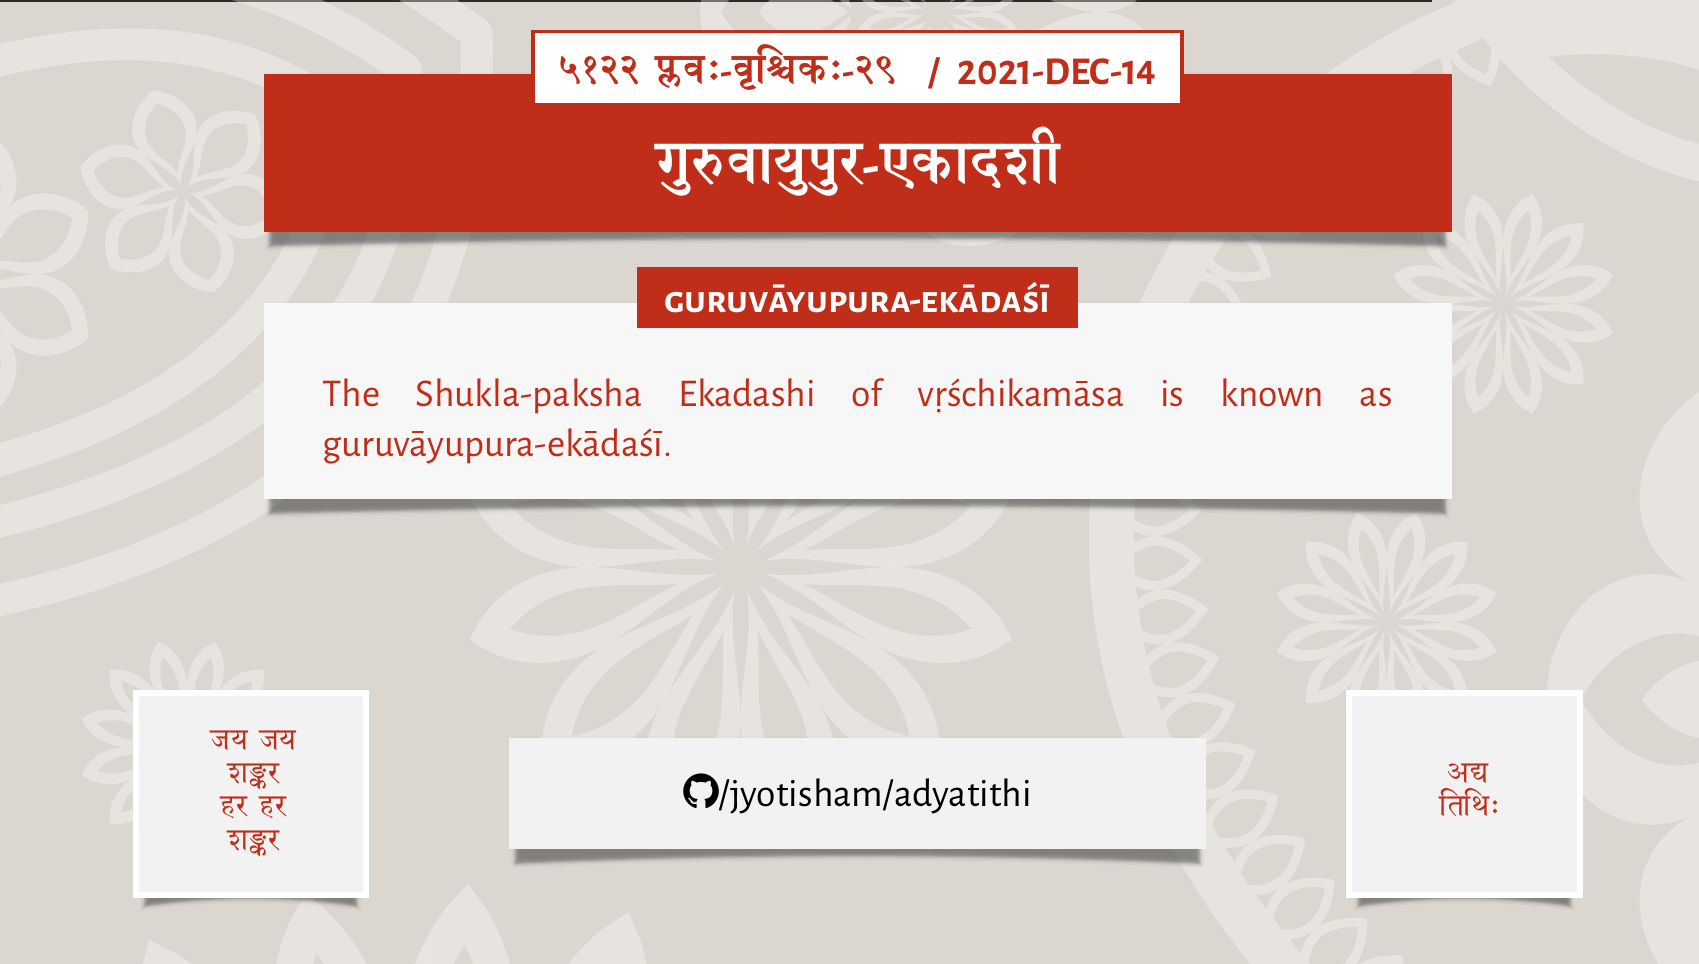 ५१२२ प्लवः-वृश्चिकः-२९ / 2021-DEC-14
गुरुवायुपुर-एकादशी
GURUVĀYUPURA-EKĀDAŚĪ
The Shukla-paksha Ekadashi of vṛśchikamāsa is known as
guruvāyupura-ekādaśī.
जय जय
शङ्कर
हर हर
शङ्कर
/jyotisham/adyatithi
अद्य
तिथिः